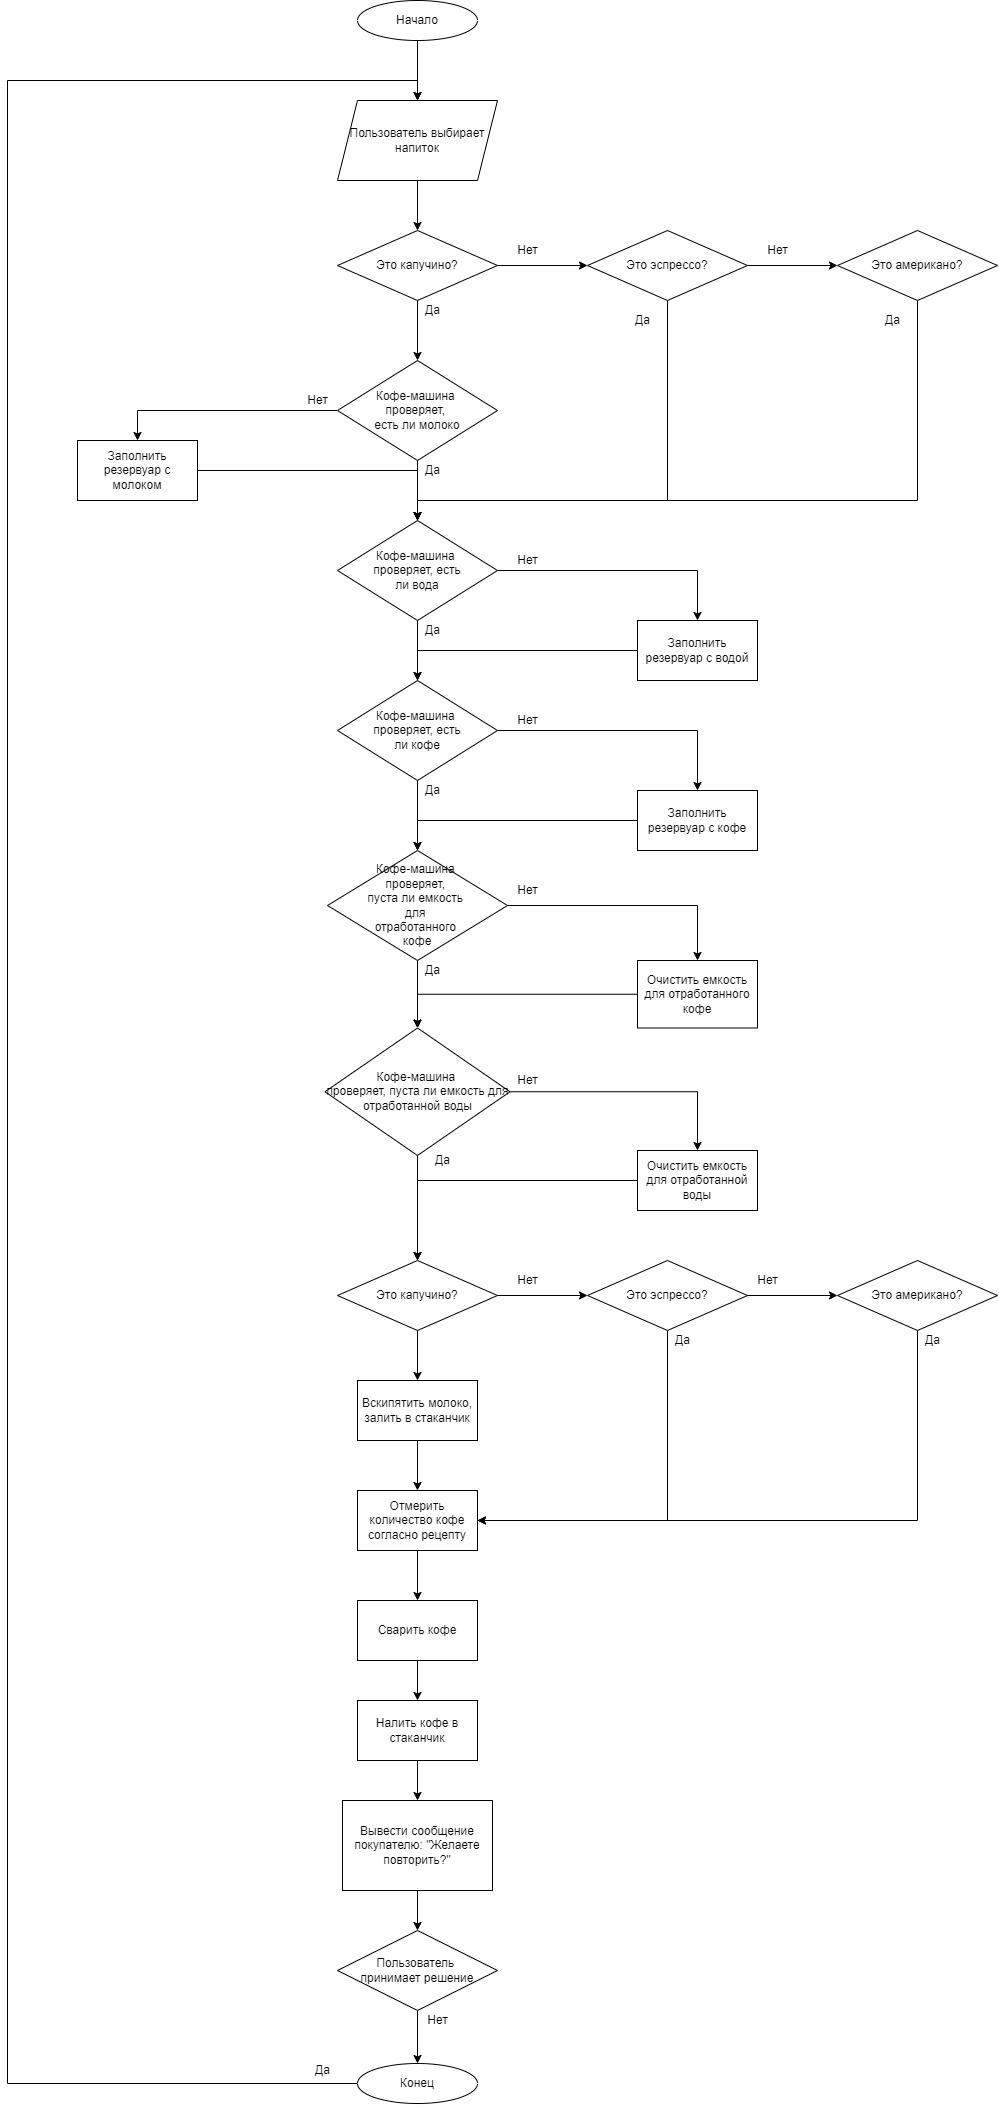 Начало
Пользователь выбирает
напиток
Это капучино?
Нет
Это эспрессо?
Нет
Это американо?
Да
Да
Да
Кофе-машина
проверяет,
есть ли молоко
Нет
Заполнить
резервуар с
молоком
Да
Кофе-машина
проверяет, есть
ли вода
Нет
Да
Заполнить
резервуар с водой
Кофе-машина
проверяет, есть
ли кофе
Нет
Да
Заполнить
резервуар с кофе
Кофе-машина
проверяет,
пуста ли емкость
для
отработанного
кофе
Нет
Да
Очистить емкость
для отработанного
кофе
Кофе-машина
проверяет, пуста ли емкость для
отработанной воды
Нет
Да
Очистить емкость
для отработанной
воды
Это капучино?
Нет
Это эспрессо?
Нет
Это американо?
Да
Да
Вскипятить молоко,
залить в стаканчик
Отмерить
количество кофе
согласно рецепту
Сварить кофе
Налить кофе в
стаканчик
Вывести сообщение
покупателю: "Желаете
повторить?"
Пользователь
принимает решение
Нет
Да
Конец